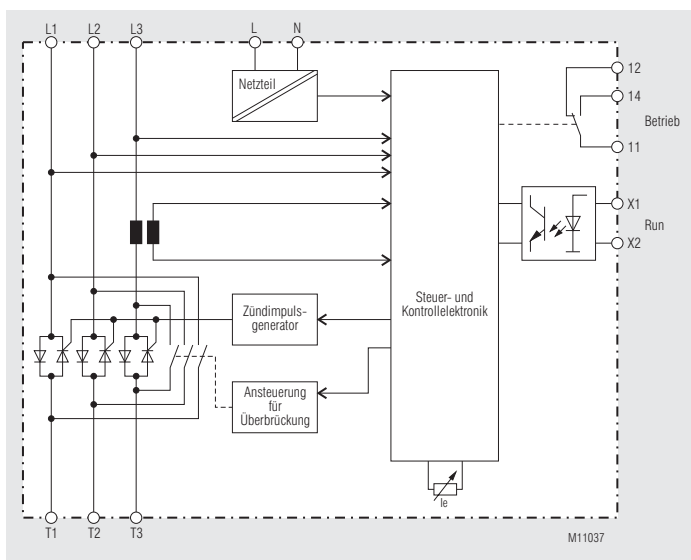 L1 L2 L3 L N
12
Netzteil
14
Betrieb
11
X1
Run
X2
Steuer- und
Kontrollelektronik
Zündimpuls-
generator
Ansteuerung
für
Überbrückung
Ie
T1 T2 T3
M11037